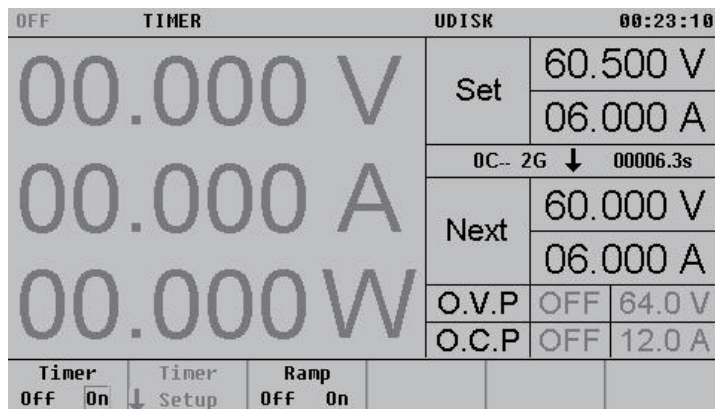 OFF TIMER UDISK 00:23:10
00.000 V
00.000 A
00.000 W
Set
60.500 V
06.000 A
0C-- 2G ↓ 00006.3s
Next
60.000 V
06.000 A
O.V.P OFF 64.0 V
O.C.P OFF 12.0 A
Timer
Off On
Timer
↓ Setup
Ramp
Off On